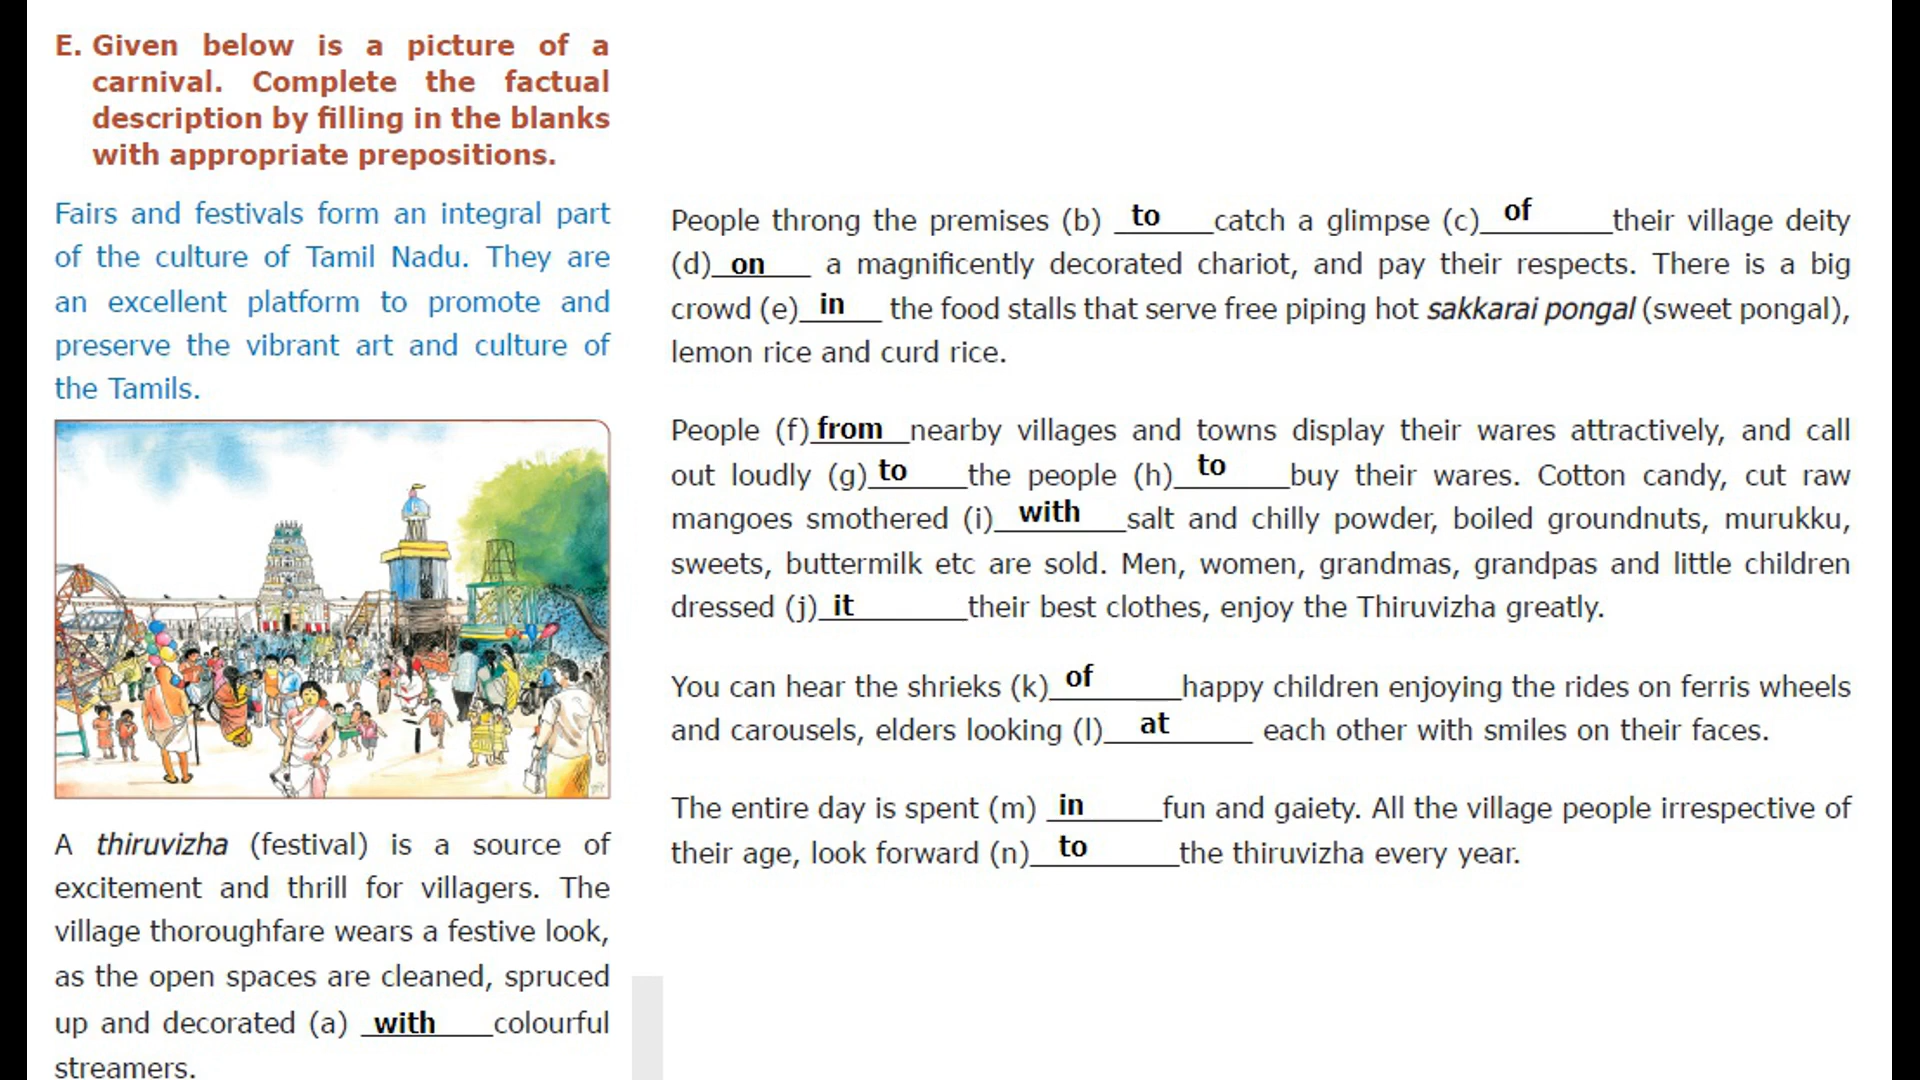 E. Given below is a picture of a
carnival. Complete the factual
description by filling in the blanks
with appropriate prepositions.
Fairs and festivals form an integral part
of the culture of Tamil Nadu. They are
an excellent platform to promote and
preserve the vibrant art and culture of
the Tamils.
A thiruvizha (festival) is a source of
excitement and thrill for villagers. The
village thoroughfare wears a festive look,
as the open spaces are cleaned, spruced
up and decorated (a) with colourful
streamers.
People throng the premises (b) to catch a glimpse (c) of their village deity
(d) on a magnificently decorated chariot, and pay their respects. There is a big
crowd (e) in the food stalls that serve free piping hot sakkarai pongal (sweet pongal),
lemon rice and curd rice.
People (f) from nearby villages and towns display their wares attractively, and call
out loudly (g) to the people (h) to buy their wares. Cotton candy, cut raw
mangoes smothered (i) with salt and chilly powder, boiled groundnuts, murukku,
sweets, buttermilk etc are sold. Men, women, grandmas, grandpas and little children
dressed (j) it their best clothes, enjoy the Thiruvizha greatly.
You can hear the shrieks (k) of happy children enjoying the rides on ferris wheels
and carousels, elders looking (l) at each other with smiles on their faces.
The entire day is spent (m) in fun and gaiety. All the village people irrespective of
their age, look forward (n) to the thiruvizha every year.